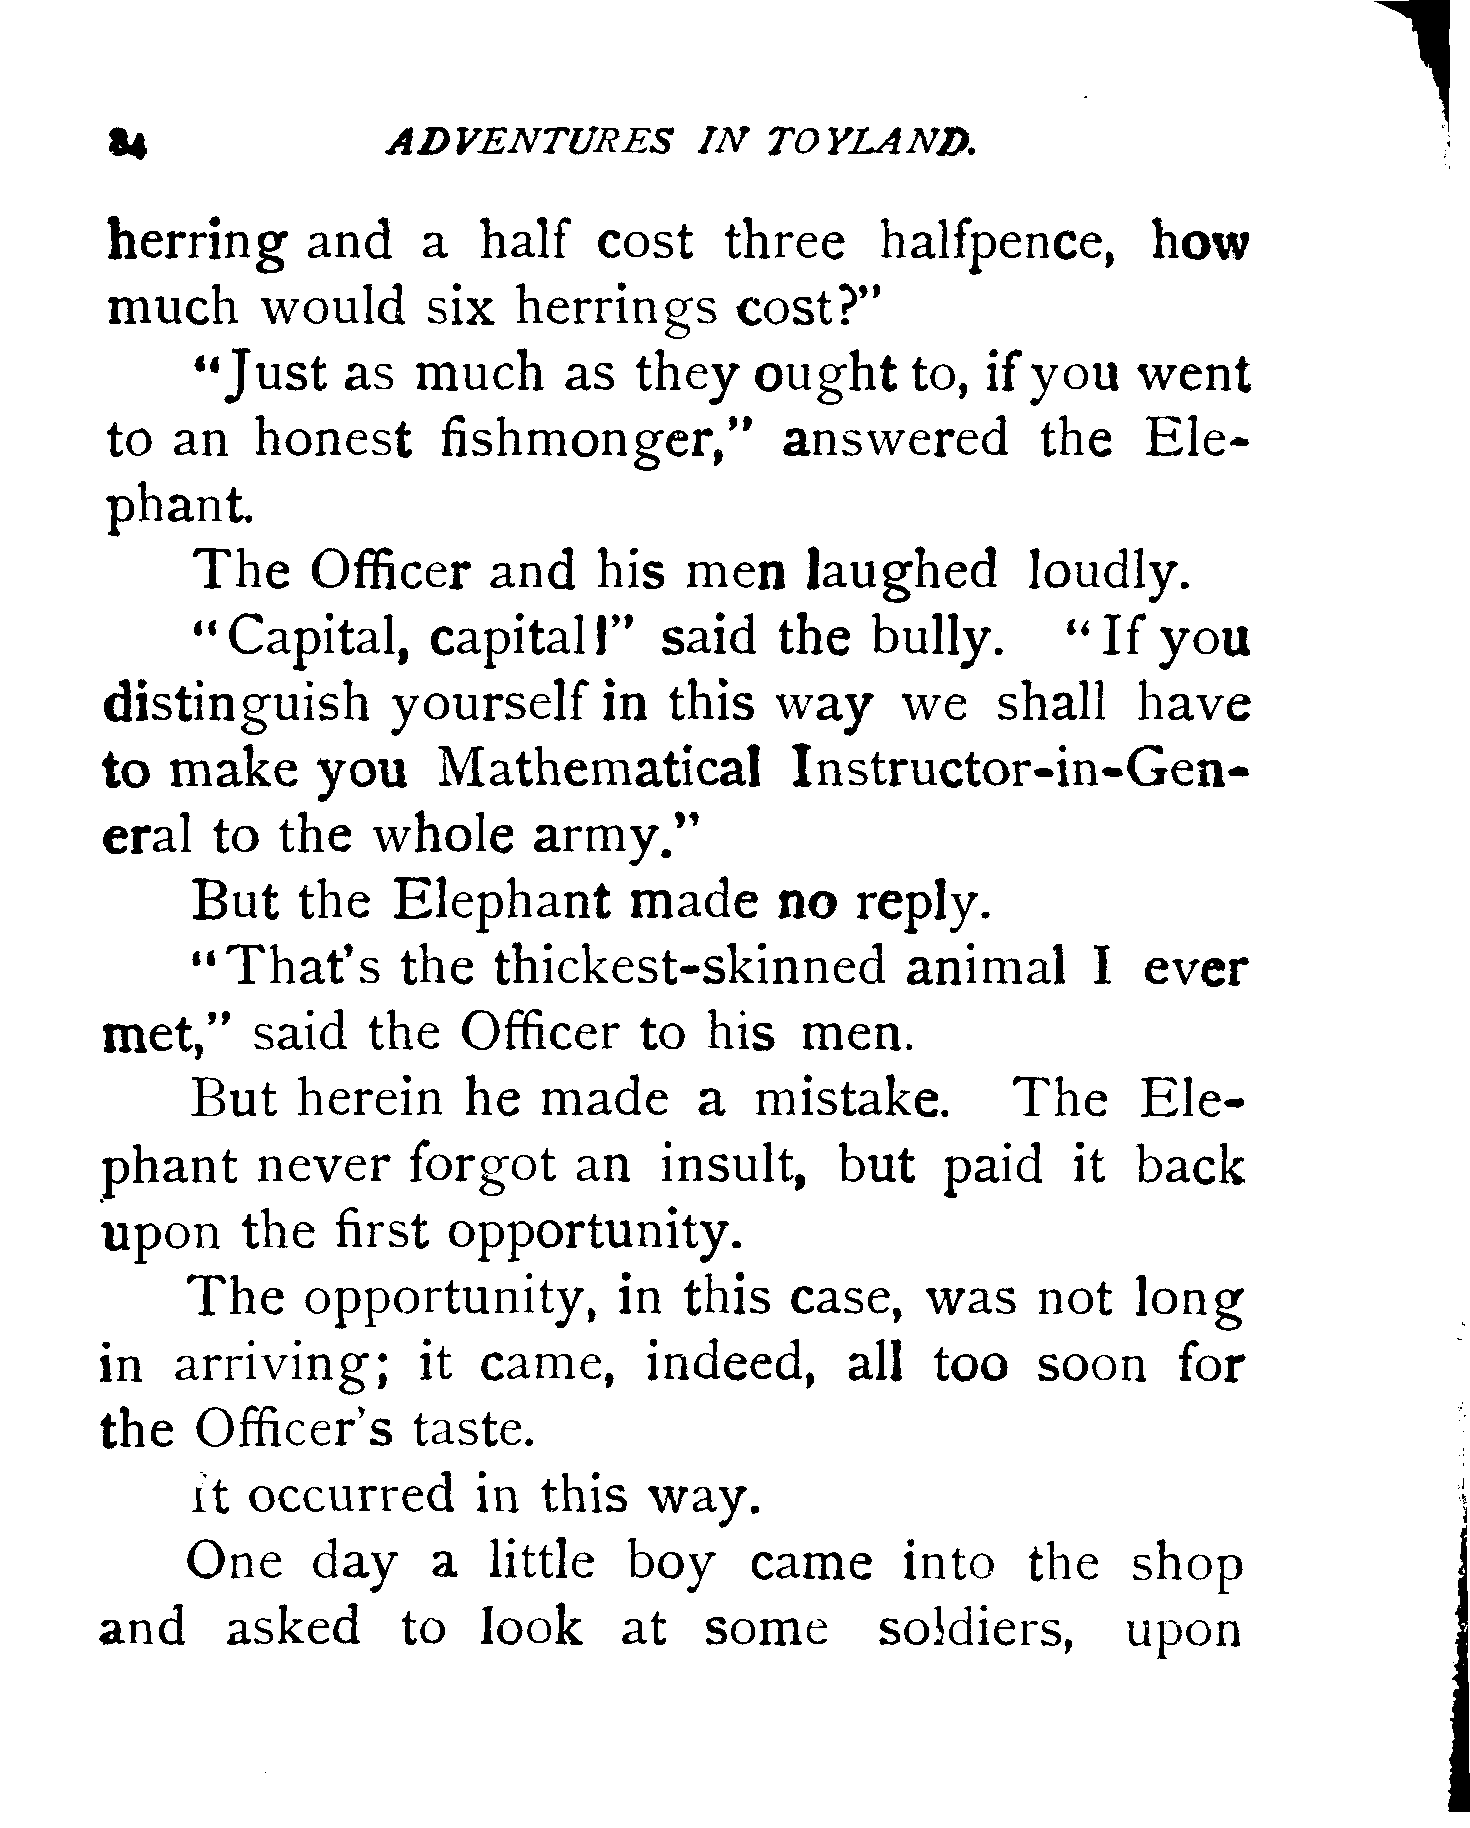 84 ADVENTURES IN TOYLAND.
herring and a half cost three halfpence, how
much would six herrings cost?"
"Just as much as they ought to, if you went
to an honest fishmonger," answered the Ele-
phant.
The Officer and his men laughed loudly.
"Capital, capital!" said the bully. "If you
distinguish yourself in this way we shall have
to make you Mathematical Instructor-in-Gen-
eral to the whole army."
But the Elephant made no reply.
"That's the thickest-skinned animal I ever
met," said the Officer to his men.
But herein he made a mistake. The Ele-
phant never forgot an insult, but paid it back
upon the first opportunity.
The opportunity, in this case, was not long
in arriving; it came, indeed, all too soon for
the Officer's taste.
It occurred in this way.
One day a little boy came into the shop
and asked to look at some soldiers, upon